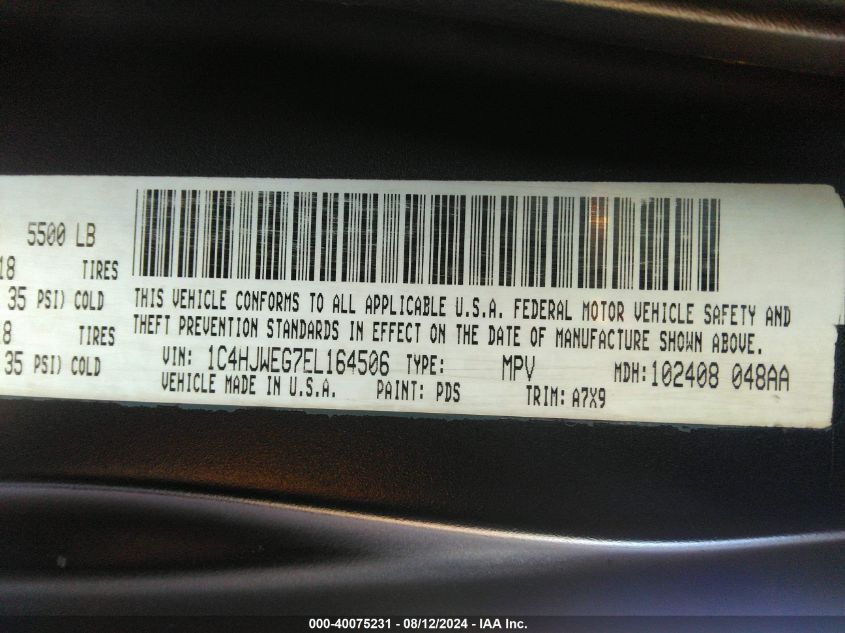 5500 LB
18 TIRES
35 PSI) COLD
8 TIRES
35 PSI) COLD
THIS VEHICLE CONFORMS TO ALL APPLICABLE U.S.A. FEDERAL MOTOR VEHICLE SAFETY AND
THEFT PREVENTION STANDARDS IN EFFECT ON THE DATE OF MANUFACTURE SHOWN ABOVE.
VIN: 1C4HJWEG7EL164506 TYPE: MPV MDH:102408 048AA
VEHICLE MADE IN U.S.A. PAINT: PDS TRIM: A7X9
000-40075231 - 08/12/2024 - IAA Inc.